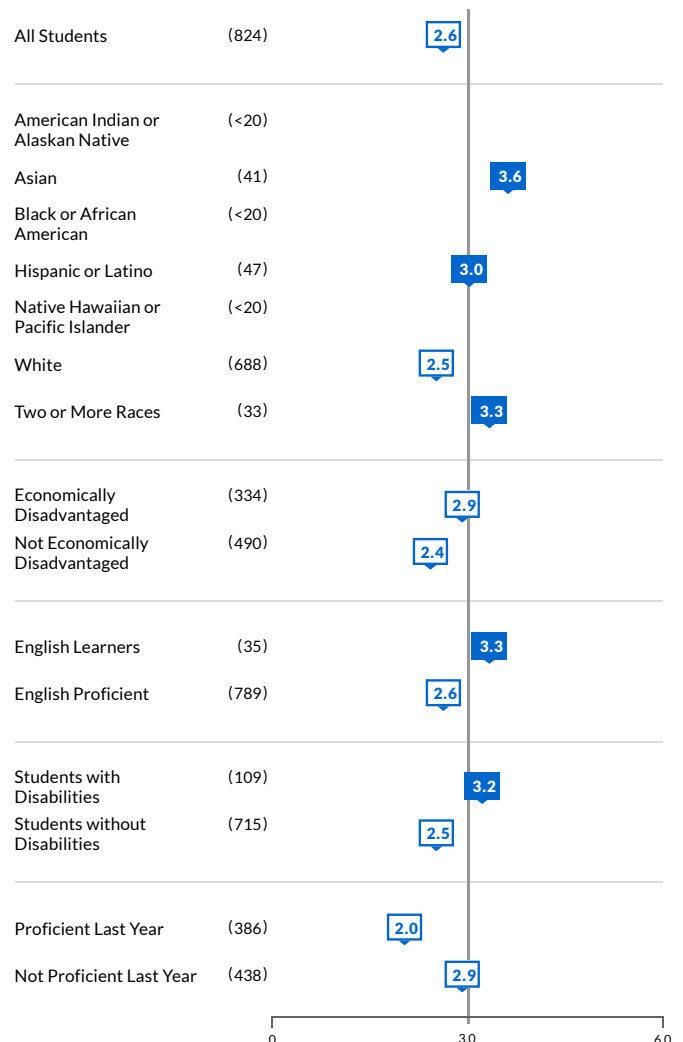 All Students (824) 2.6
American Indian or (<20)
Alaskan Native
Asian (41) 3.6
Black or African (<20)
American
Hispanic or Latino (47) 3.0
Native Hawaiian or (<20)
Pacific Islander
White (688) 2.5
Two or More Races (33) 3.3
Economically (334) 2.9
Disadvantaged
Not Economically (490) 2.4
Disadvantaged
English Learners (35) 3.3
English Proficient (789) 2.6
Students with (109) 3.2
Disabilities
Students without (715) 2.5
Disabilities
Proficient Last Year (386) 2.0
Not Proficient Last Year (438) 2.9
0 3.0 6.0